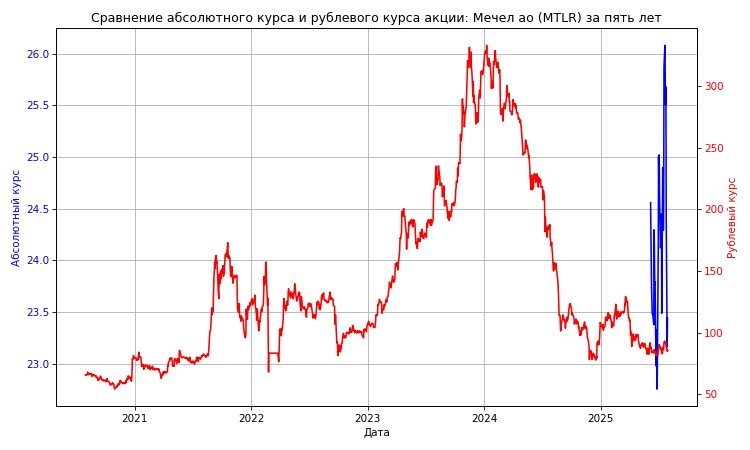 Сравнение абсолютного курса и рублевого курса акции: Мечел ао (MTLR) за пять лет
26.0
25.5
25.0
24.5
24.0
23.5
23.0
Абсолютный курс
300
250
200
150
100
50
Рублевый курс
2021 2022 2023 2024 2025
Дата